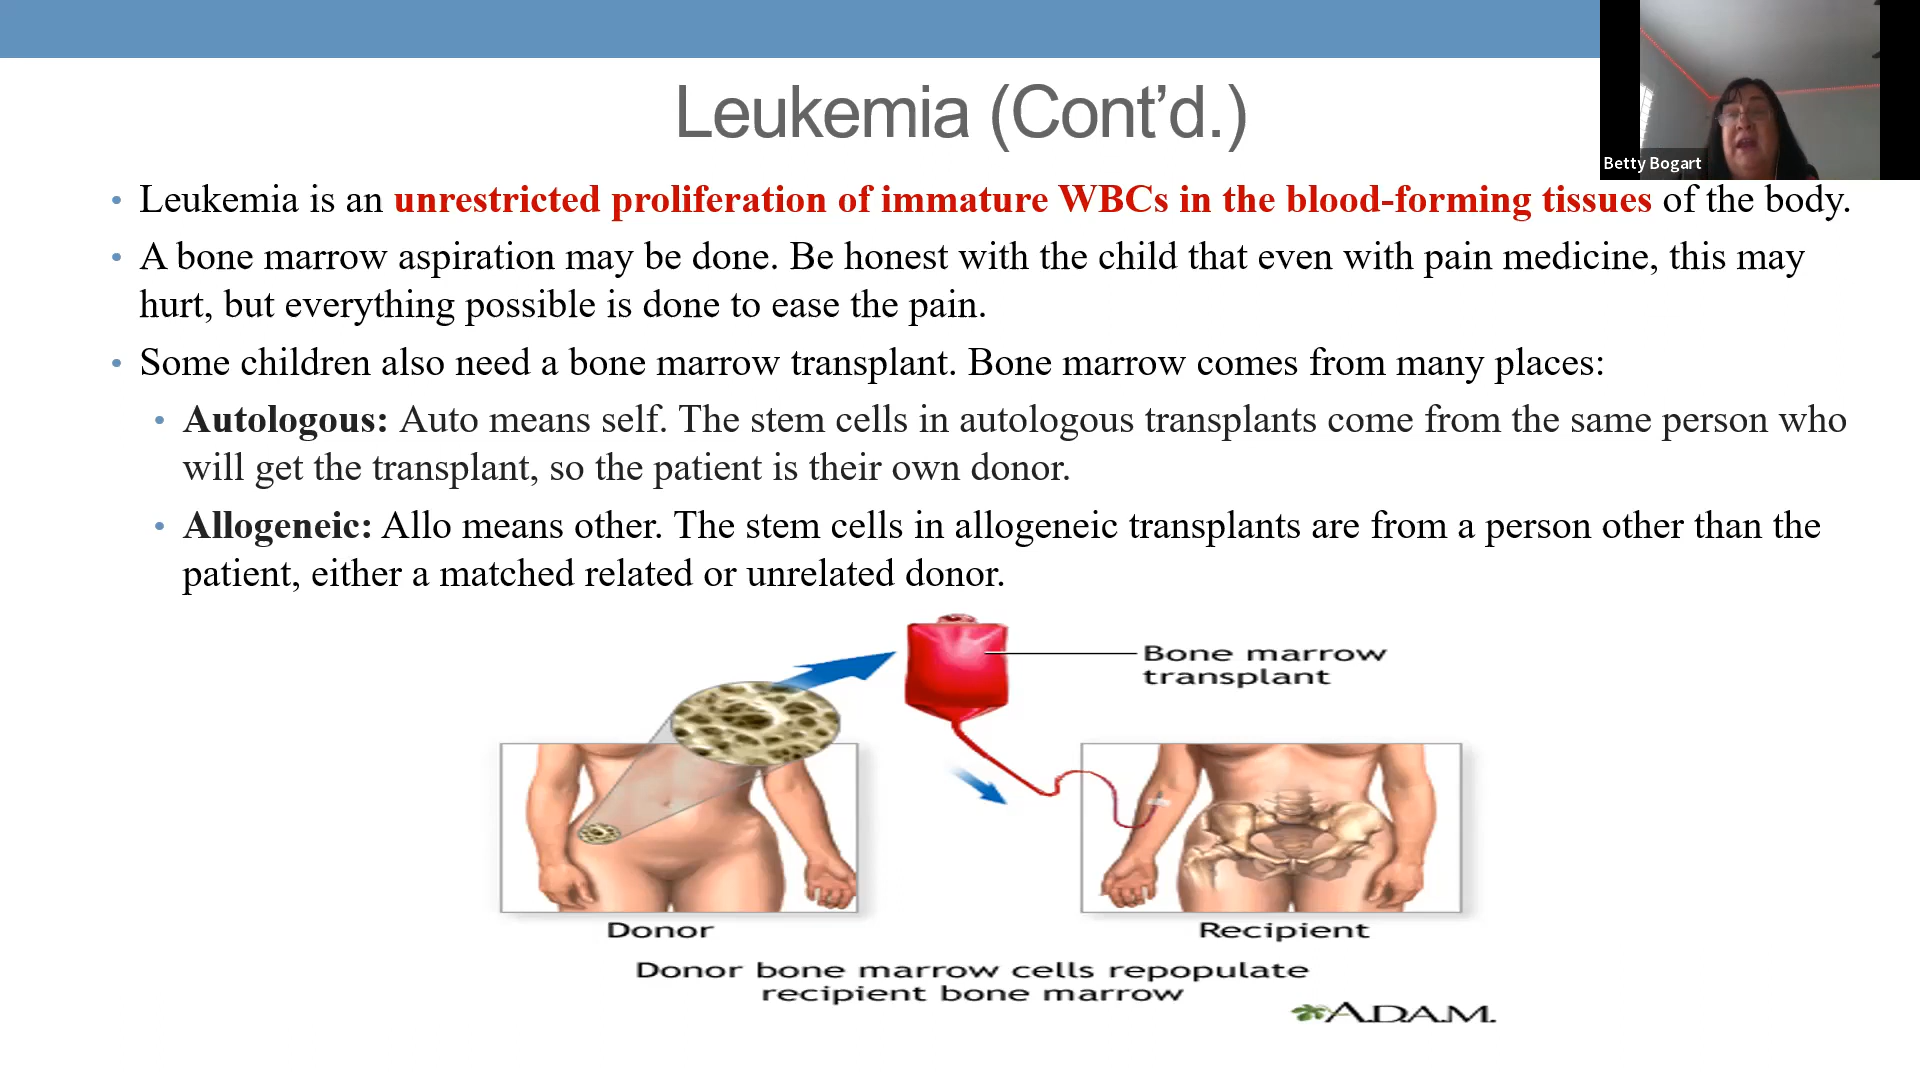 Leukemia (Cont’d.)
Betty Bogart
• Leukemia is an unrestricted proliferation of immature WBCs in the blood-forming tissues of the body.
• A bone marrow aspiration may be done. Be honest with the child that even with pain medicine, this may
hurt, but everything possible is done to ease the pain.
• Some children also need a bone marrow transplant. Bone marrow comes from many places:
• Autologous: Auto means self. The stem cells in autologous transplants come from the same person who
will get the transplant, so the patient is their own donor.
• Allogeneic: Allo means other. The stem cells in allogeneic transplants are from a person other than the
patient, either a matched related or unrelated donor.
Bone marrow
transplant
Donor
Recipient
Donor bone marrow cells repopulate
recipient bone marrow
A.D.A.M.